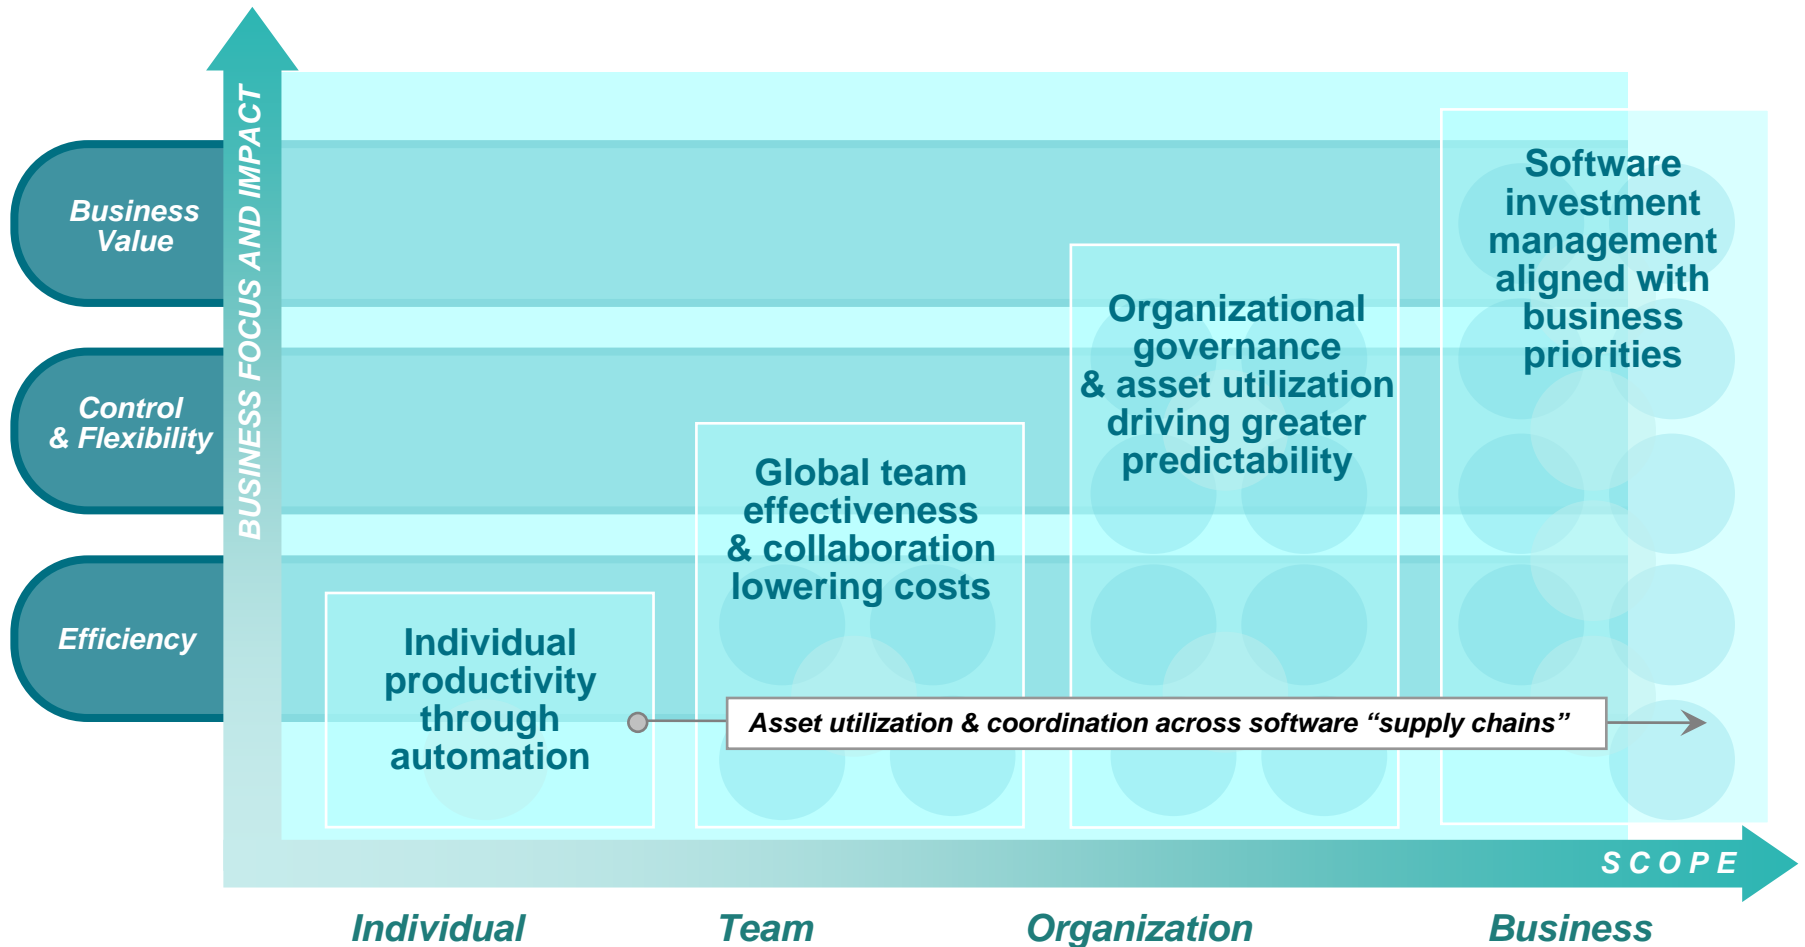 BUSINESS FOCUS AND IMPACT
Business
Value
Control
& Flexibility
Efficiency
Individual
productivity
through
automation
Global team
effectiveness
& collaboration
lowering costs
Organizational
governance
& asset utilization
driving greater
predictability
Software
investment
management
aligned with
business
priorities
Asset utilization & coordination across software “supply chains”
SCOPE
Individual
Team
Organization
Business